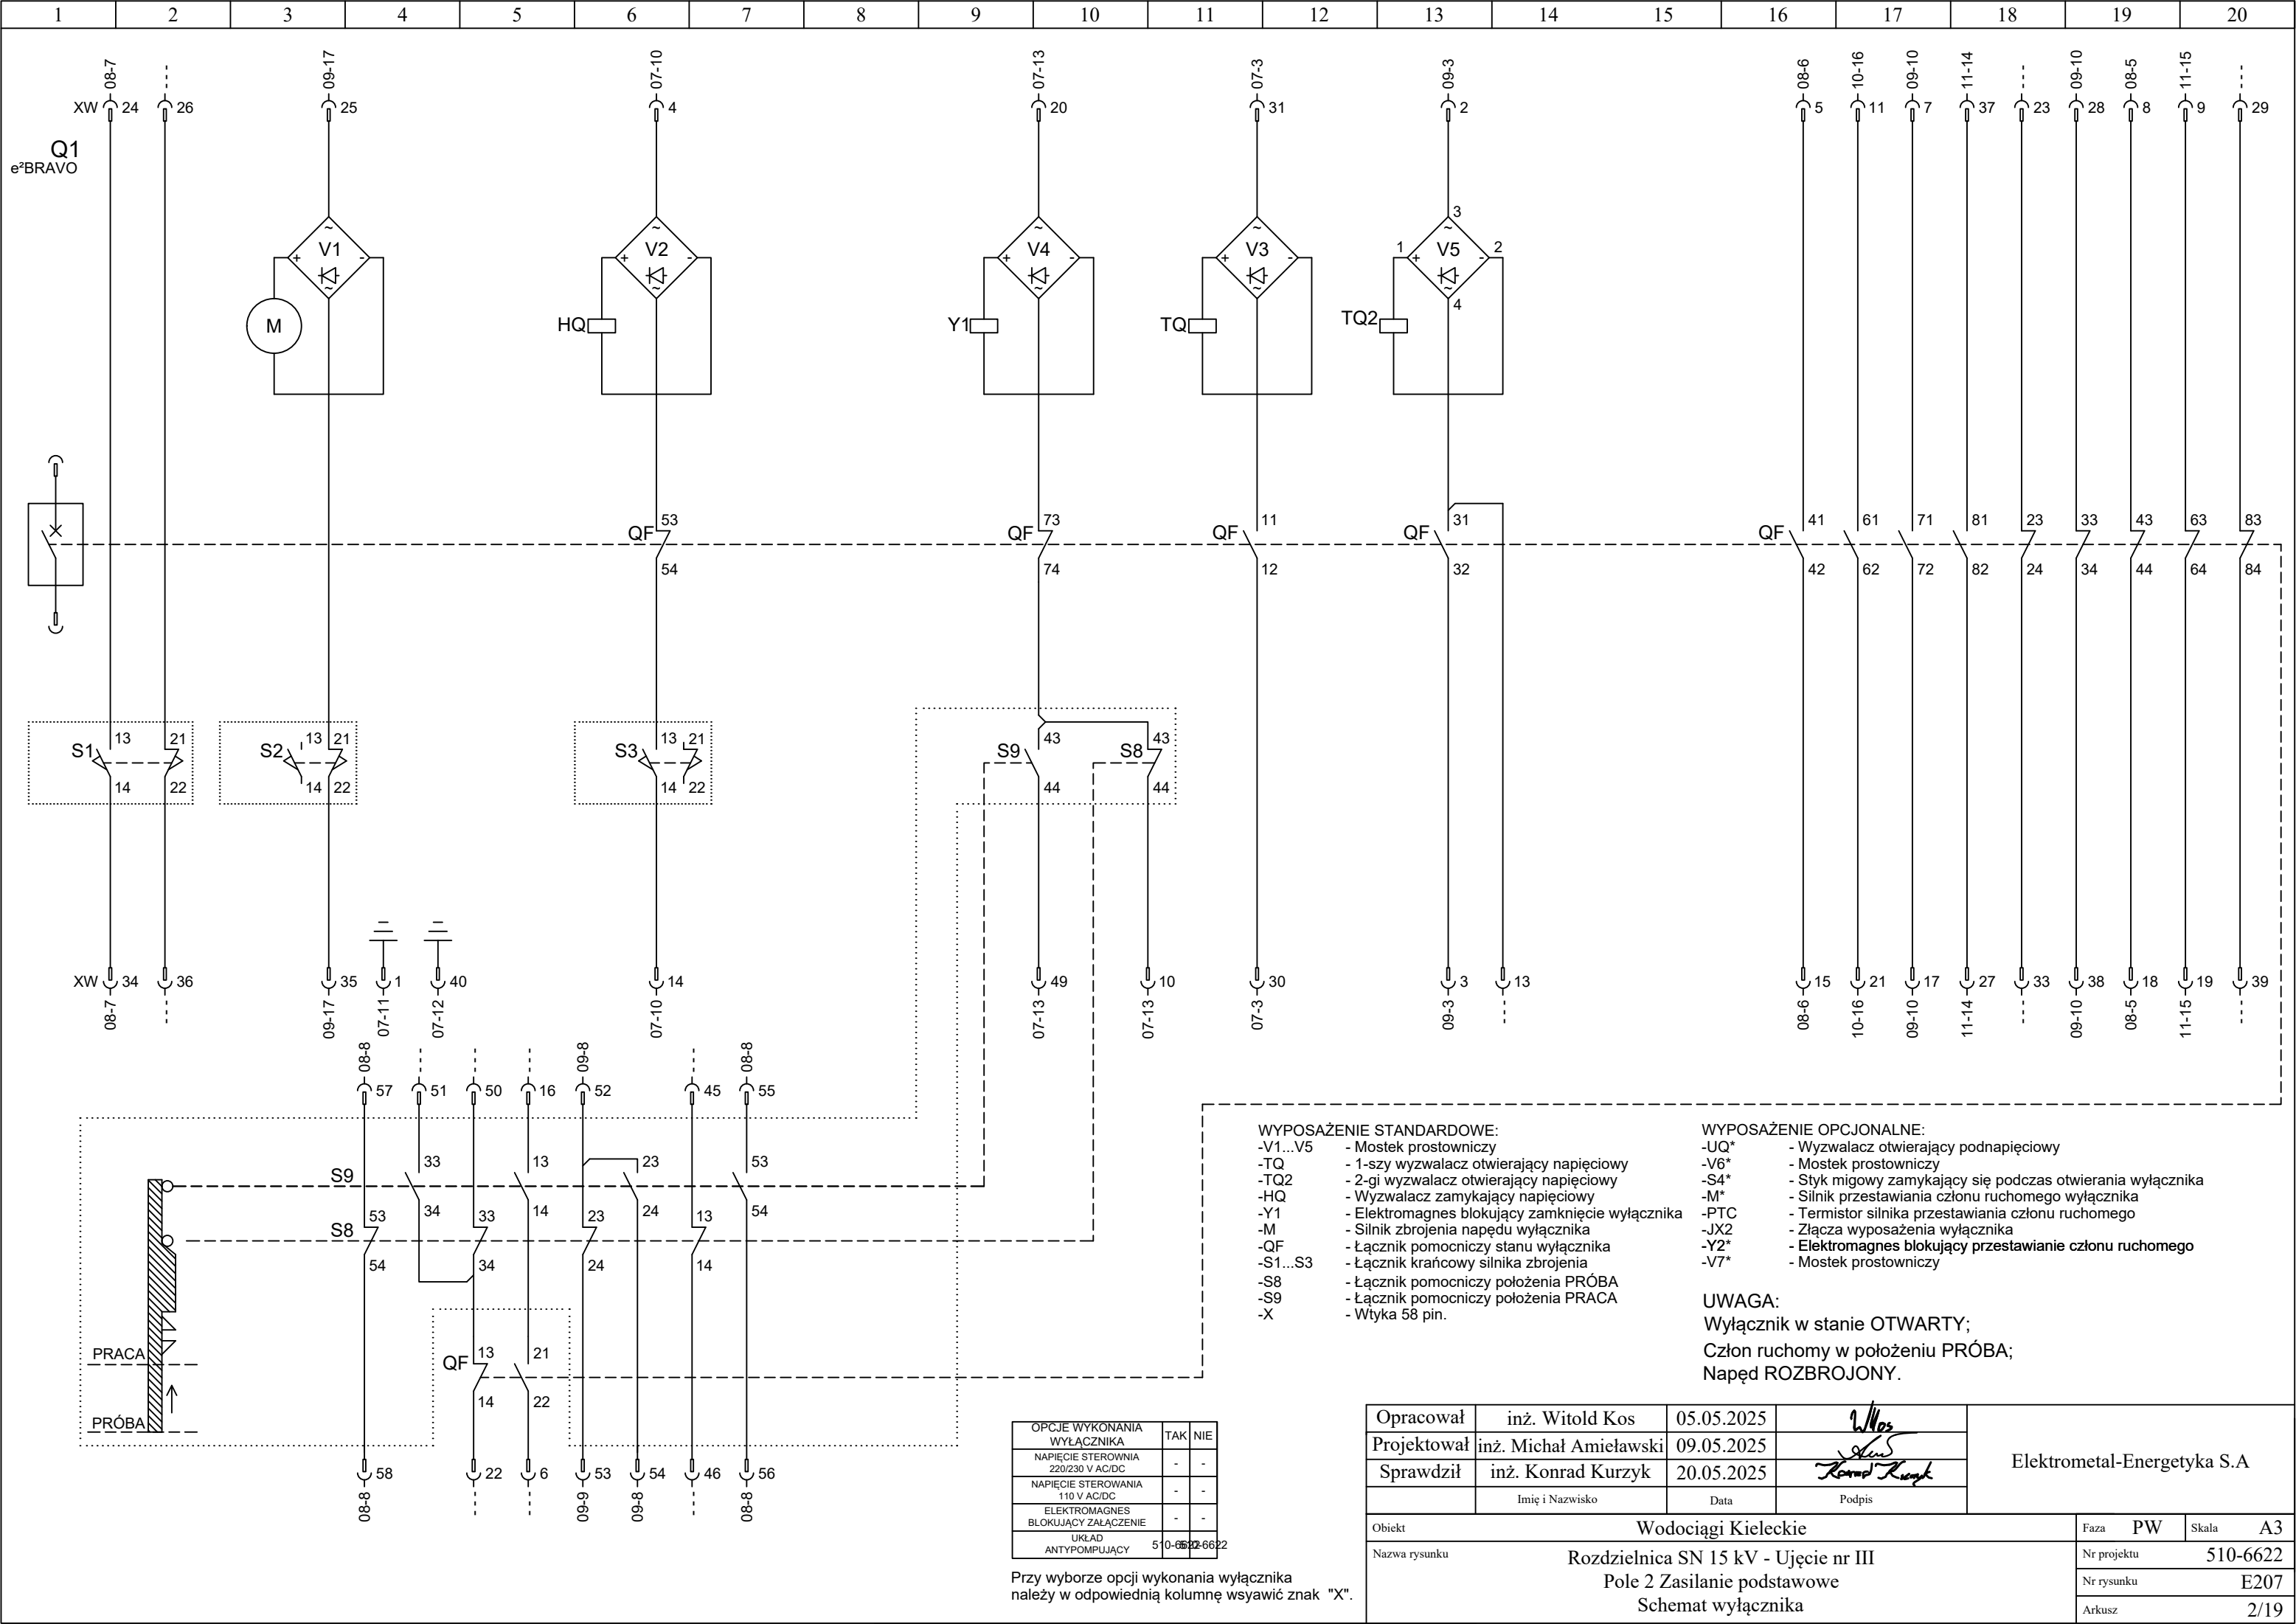 1 2 3 4 5 6 7 8 9 10 11 12 13 14 15 16 17 18 19 20
08-7 ---- 09-17 07-10 07-13 07-3 09-3 08-6 10-16 09-10 11-14 ---- 09-10 08-5 11-15 ----
XW 24 26 25 4 20 31 2 5 11 7 37 23 28 8 9 29
Q1
e²BRAVO
~ ~ ~ ~ 3 ~
+ V1 - + V2 - + V4 - + V3 - 1 + V5 - 2
~ ~ ~ ~ ~ 4
M HQ Y1 TQ TQ2
53 73 11 31 41 61 71 81 23 33 43 63 83
QF QF QF QF QF
54 74 12 32 42 62 72 82 24 34 44 64 84
13 21 13 21 13 21 43 43
S1 S2 S3 S9 S8
14 22 14 22 14 22 44 44
XW 34 36 35 1 40 14 49 10 30 3 13 15 21 17 27 33 38 18 19 39
08-7 ---- 09-17 07-11 07-12 07-10 07-13 07-13 07-3 09-3 ---- 08-6 10-16 09-10 11-14 ---- 09-10 08-5 11-15 ----
08-8 ---- ---- ---- 09-8 ---- 08-8
57 51 50 16 52 45 55
33 13 23 53
S9
34 14 24 54
53 33 23 13
S8
54 34 24 14
PRACA
PRÓBA
13 21
QF
14 22
58 22 6 53 54 46 56
08-8 ---- ---- 09-9 09-8 ---- 08-8
WYPOSAŻENIE STANDARDOWE:
-V1...V5 - Mostek prostowniczy
-TQ - 1-szy wyzwalacz otwierający napięciowy
-TQ2 - 2-gi wyzwalacz otwierający napięciowy
-HQ - Wyzwalacz zamykający napięciowy
-Y1 - Elektromagnes blokujący zamknięcie wyłącznika
-M - Silnik zbrojenia napędu wyłącznika
-QF - Łącznik pomocniczy stanu wyłącznika
-S1...S3 - Łącznik krańcowy silnika zbrojenia
-S8 - Łącznik pomocniczy położenia PRÓBA
-S9 - Łącznik pomocniczy położenia PRACA
-X - Wtyka 58 pin.
WYPOSAŻENIE OPCJONALNE:
-UQ* - Wyzwalacz otwierający podnapięciowy
-V6* - Mostek prostowniczy
-S4* - Styk migowy zamykający się podczas otwierania wyłącznika
-M* - Silnik przestawiania członu ruchomego wyłącznika
-PTC - Termistor silnika przestawiania członu ruchomego
-JX2 - Złącza wyposażenia wyłącznika
-Y2* - Elektromagnes blokujący przestawianie członu ruchomego
-V7* - Mostek prostowniczy
UWAGA:
Wyłącznik w stanie OTWARTY;
Człon ruchomy w położeniu PRÓBA;
Napęd ROZBROJONY.
OPCJE WYKONANIA
WYŁĄCZNIKA TAK NIE
NAPIĘCIE STEROWNIA
220/230 V AC/DC - -
NAPIĘCIE STEROWANIA
110 V AC/DC - -
ELEKTROMAGNES
BLOKUJĄCY ZAŁĄCZENIE - -
UKŁAD
ANTYPOMPUJĄCY 510-6622 510-6622
Przy wyborze opcji wykonania wyłącznika
należy w odpowiednią kolumnę wsyawić znak "X".
Opracował inż. Witold Kos 05.05.2025
Projektował inż. Michał Amieławski 09.05.2025
Sprawdził inż. Konrad Kurzyk 20.05.2025
Imię i Nazwisko Data Podpis
Elektrometal-Energetyka S.A
Obiekt Wodociągi Kieleckie Faza PW Skala A3
Nazwa rysunku Rozdzielnica SN 15 kV - Ujęcie nr III
Pole 2 Zasilanie podstawowe
Schemat wyłącznika
Nr projektu 510-6622
Nr rysunku E207
Arkusz 2/19